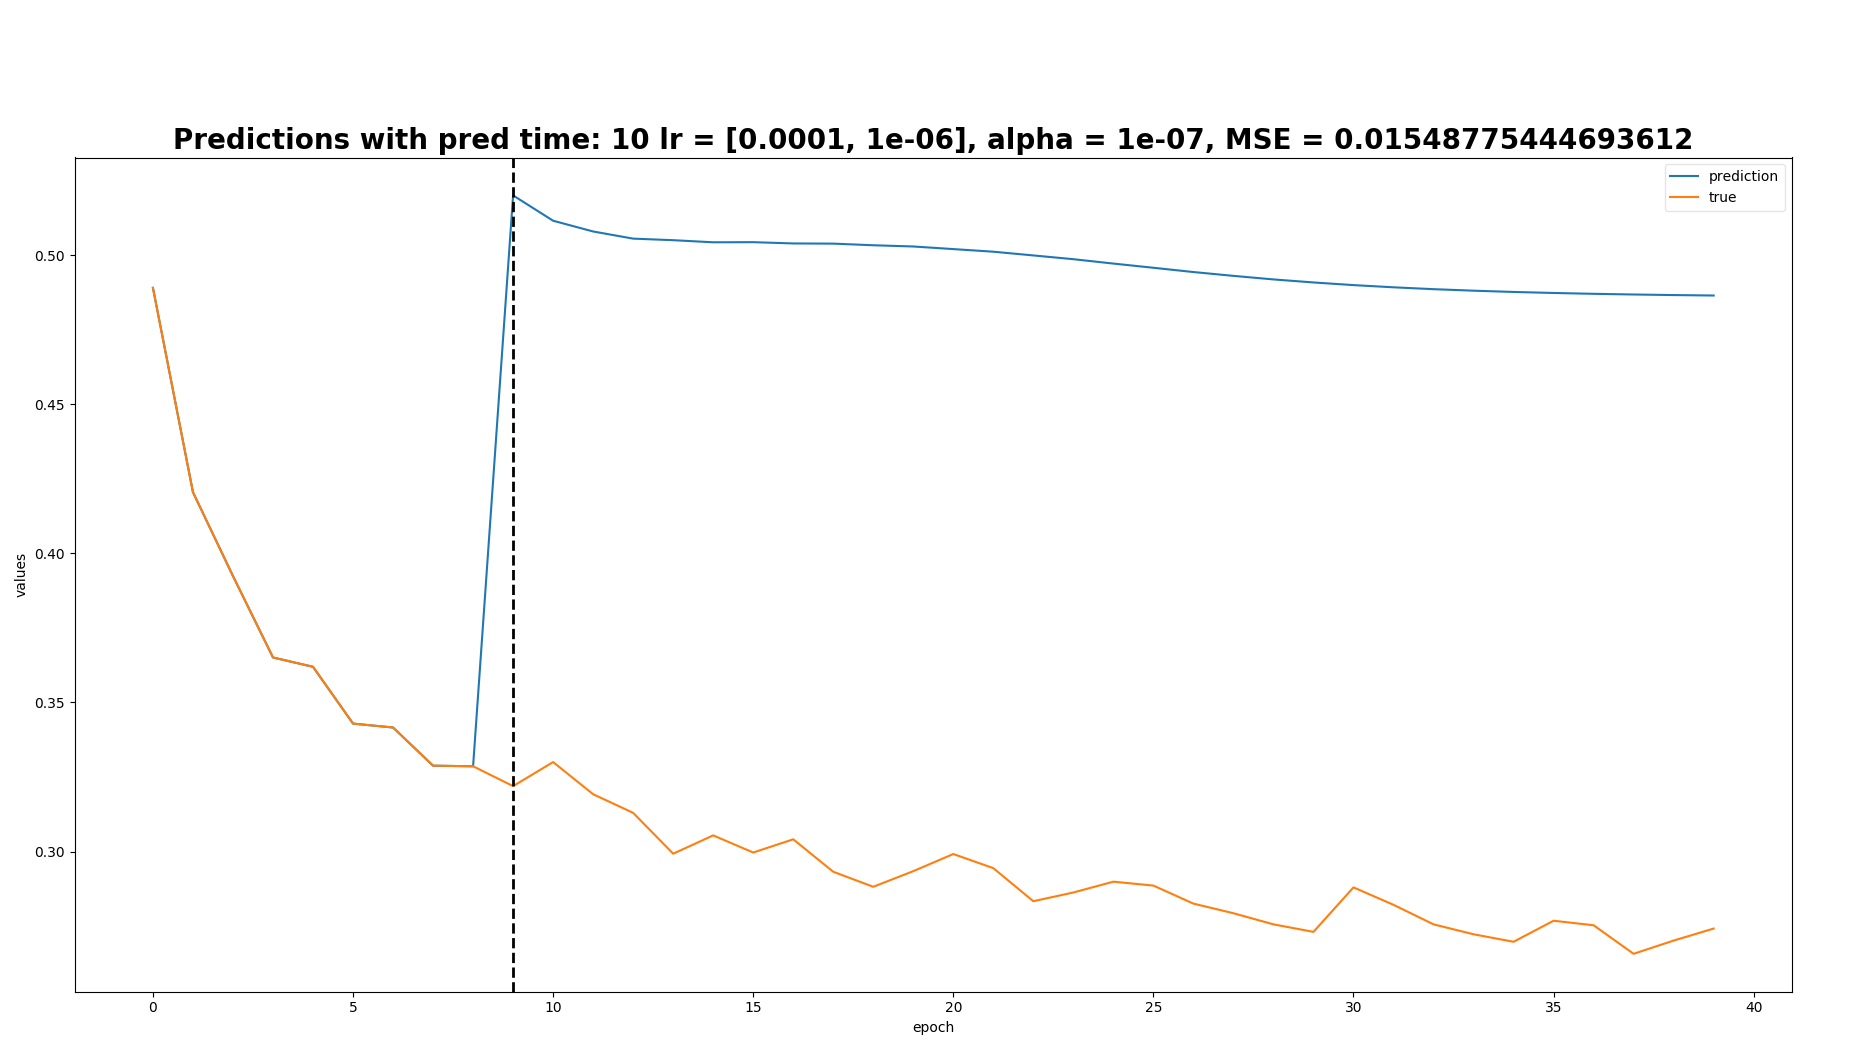 Predictions with pred time: 10 lr = [0.0001, 1e-06], alpha = 1e-07, MSE = 0.01548775444693612
prediction
true
0.50
0.45
0.40
0.35
0.30
values
0 5 10 15 20 25 30 35 40
epoch